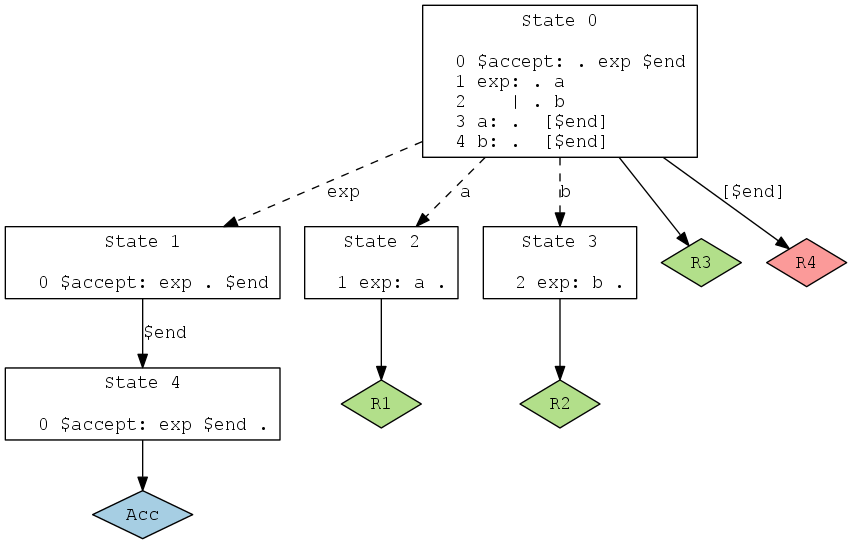 State 0
0 $accept: . exp $end
1 exp: . a
2    | . b
3 a: .  [$end]
4 b: .  [$end]
exp
a
b
[$end]
State 1
0 $accept: exp . $end
State 2
1 exp: a .
State 3
2 exp: b .
R3
R4
$end
State 4
0 $accept: exp $end .
R1
R2
Acc